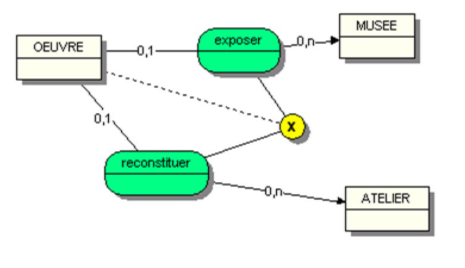 MUSEE
exposer
0,n
OEUVRE
0,1
X
0,1
reconstituer
0,n
ATELIER